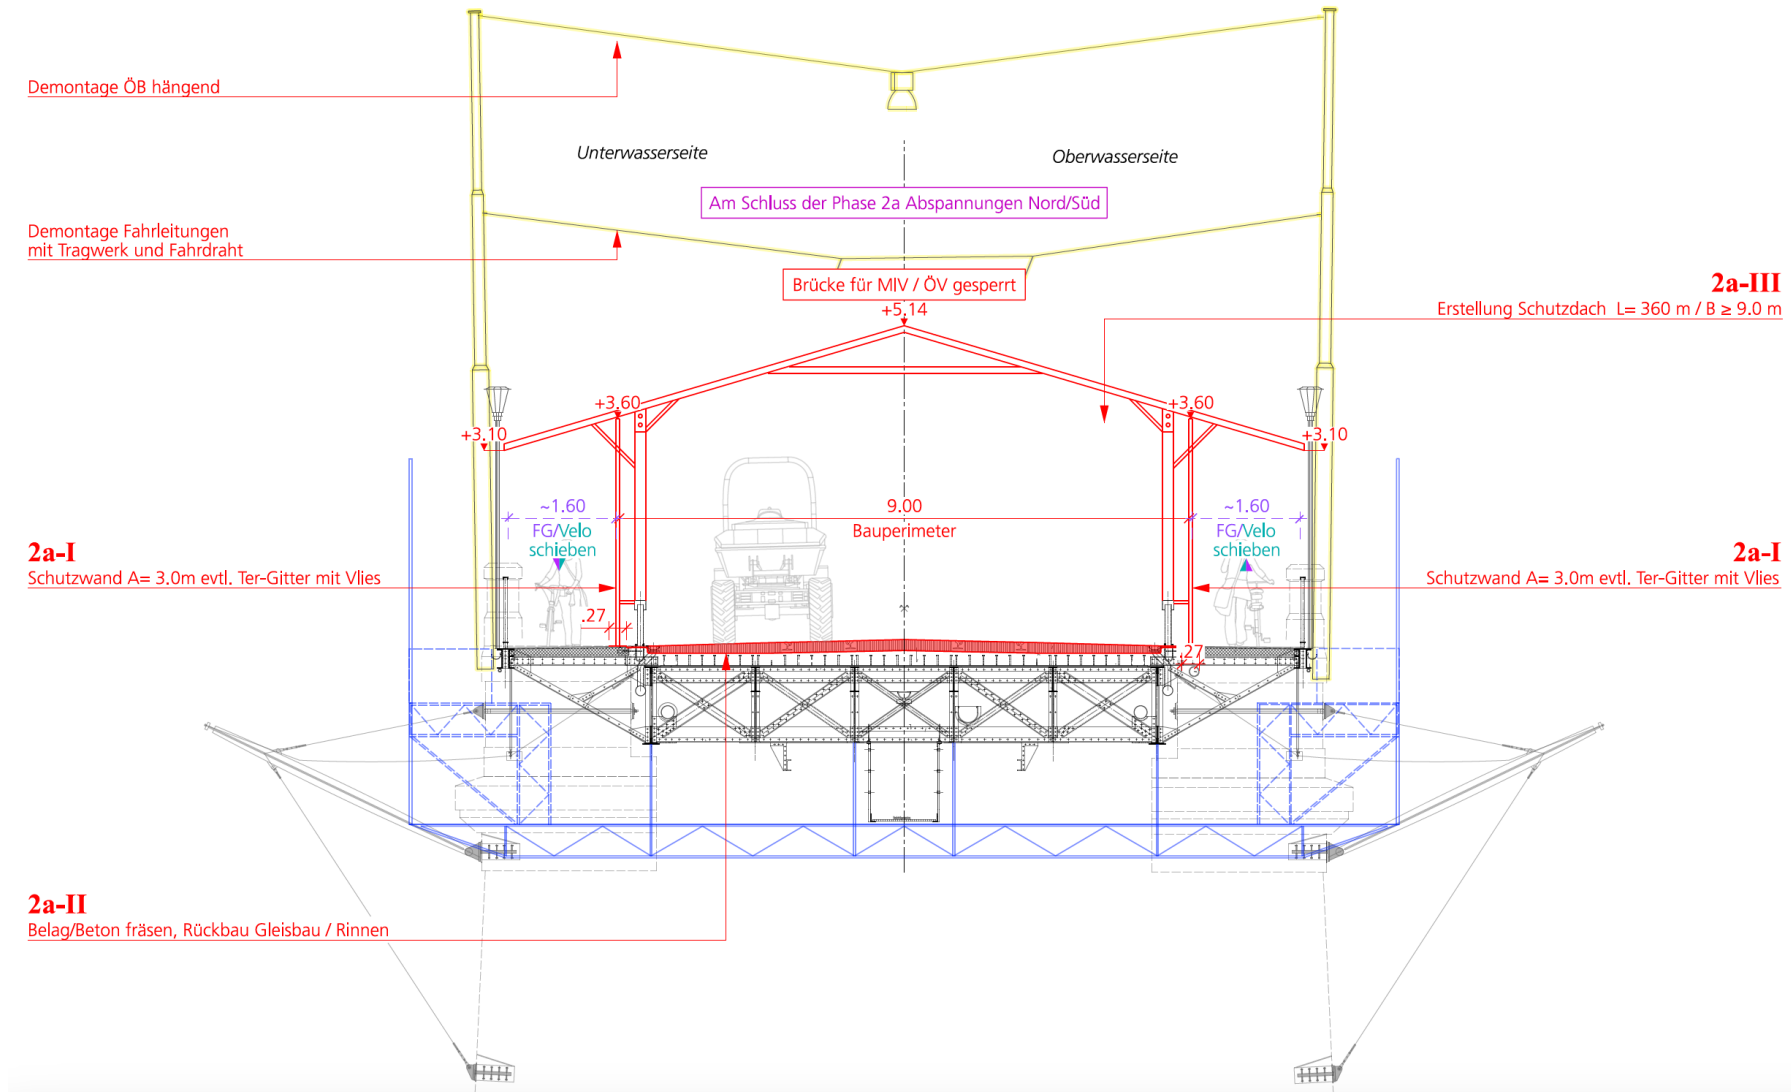 Demontage ÖB hängend
Unterwasserseite
Oberwasserseite
Am Schluss der Phase 2a Abspannungen Nord/Süd
Demontage Fahrleitungen
mit Tragwerk und Fahrdraht
Brücke für MIV / ÖV gesperrt
2a-III
Erstellung Schutzdach L= 360 m / B ≥ 9.0 m
+5.14
+3.60
+3.60
+3.10
+3.10
~1.60
9.00
~1.60
FG/Velo
schieben
Bauperimeter
FG/Velo
schieben
2a-I
Schutzwand A= 3.0m evtl. Ter-Gitter mit Vlies
2a-I
Schutzwand A= 3.0m evtl. Ter-Gitter mit Vlies
.27
.27
2a-II
Belag/Beton fräsen, Rückbau Gleisbau / Rinnen